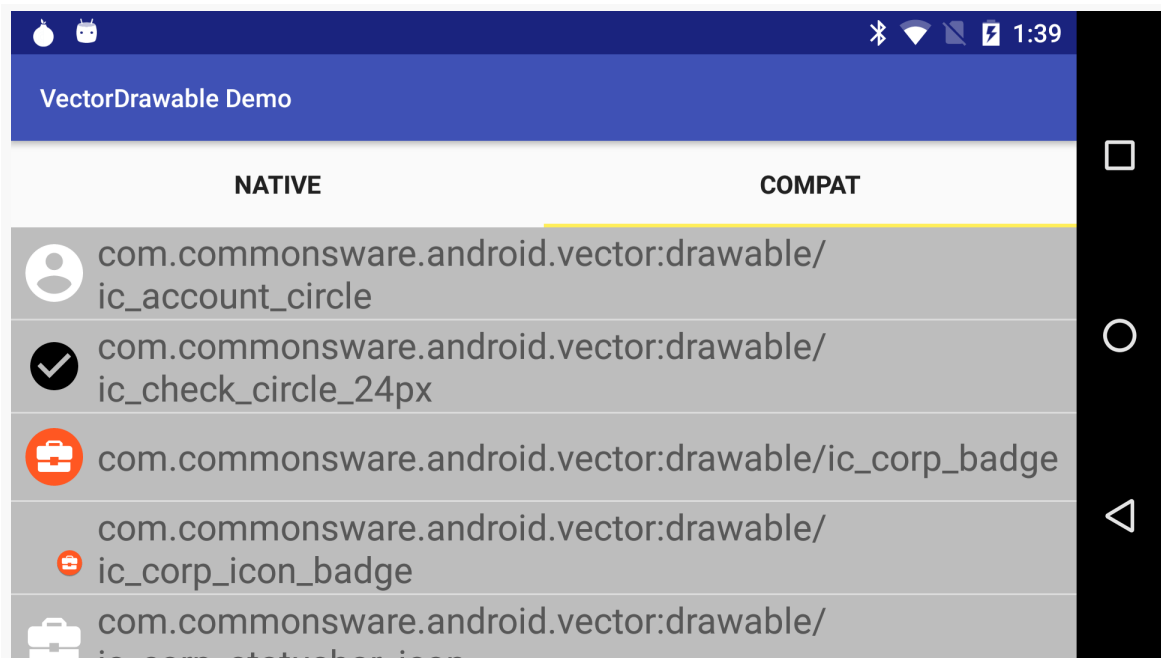 1:39
VectorDrawable Demo
NATIVE
COMPAT
com.commonsware.android.vector:drawable/
ic_account_circle
com.commonsware.android.vector:drawable/
ic_check_circle_24px
com.commonsware.android.vector:drawable/ic_corp_badge
com.commonsware.android.vector:drawable/
ic_corp_icon_badge
com.commonsware.android.vector:drawable/
ic_corp_statusbar_icon